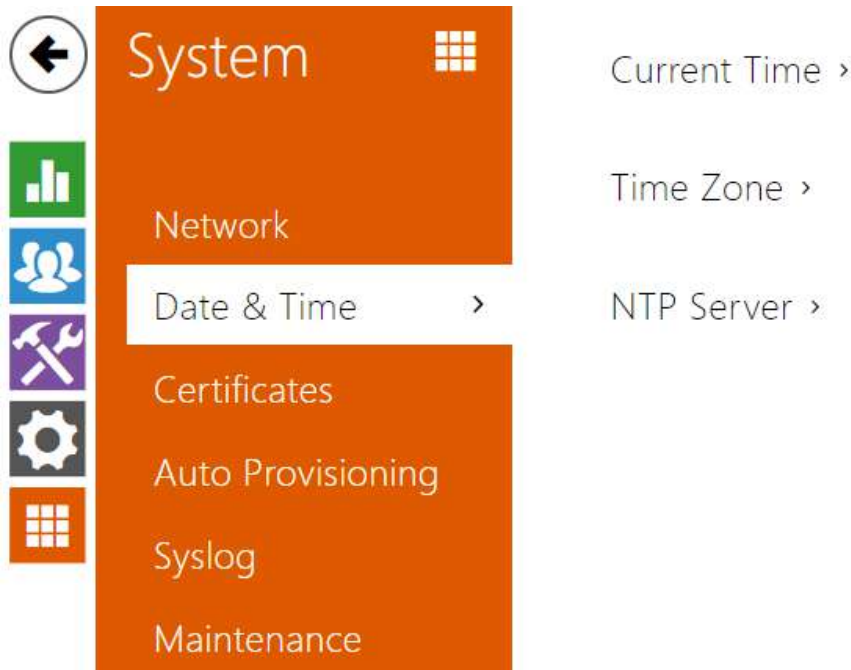 System
Network
Date & Time
Certificates
Auto Provisioning
Syslog
Maintenance
Current Time
Time Zone
NTP Server